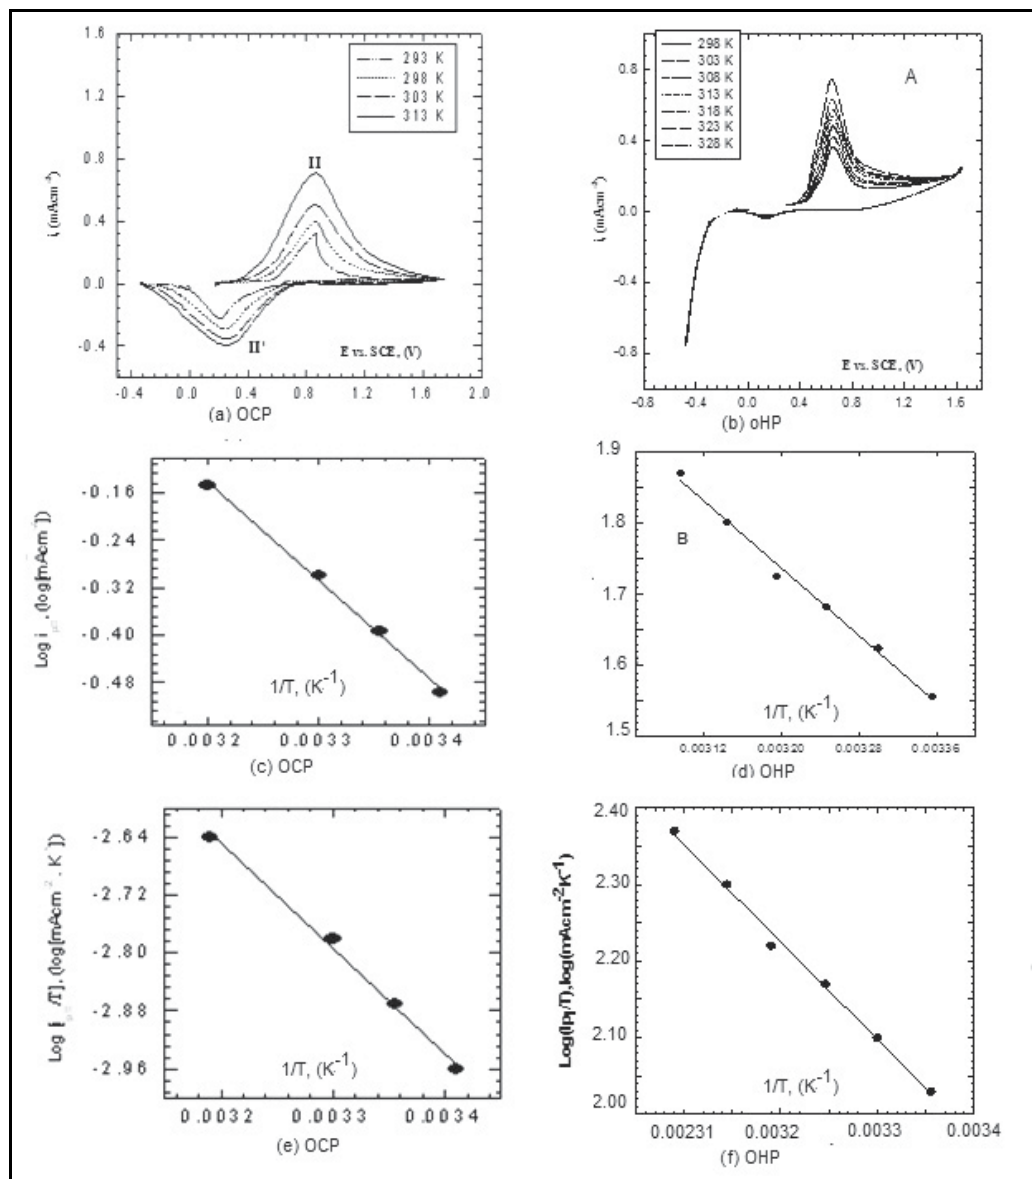 1.6
1.2
0.8
0.4
0.0
-0.4
i, (mAcm⁻²)
293 K
298 K
303 K
313 K
II
II'
E vs. SCE, (V)
-0.4 0.0 0.4 0.8 1.2 1.6 2.0
(a) OCP
0.8
0.4
0.0
-0.4
-0.8
i, (mAcm⁻²)
298 K
303 K
308 K
313 K
318 K
323 K
328 K
A
E vs. SCE, (V)
-0.8 -0.4 0.0 0.4 0.8 1.2 1.6
(b) oHP
-0.16
-0.24
-0.32
-0.40
-0.48
1/T, (K⁻¹)
0.0032 0.0033 0.0034
(c) OCP
1.9
1.8
1.7
1.6
1.5
B
1/T, (K⁻¹)
0.00312 0.00320 0.00328 0.00336
(d) OHP
-2.64
-2.72
-2.80
-2.88
-2.96
1/T, (K⁻¹)
0.0032 0.0033 0.0034
(e) OCP
2.40
2.30
2.20
2.10
2.00
Log(Ip/T),log(mAcm⁻²K⁻¹)
1/T, (K⁻¹)
0.00231 0.0032 0.0033 0.0034
(f) OHP